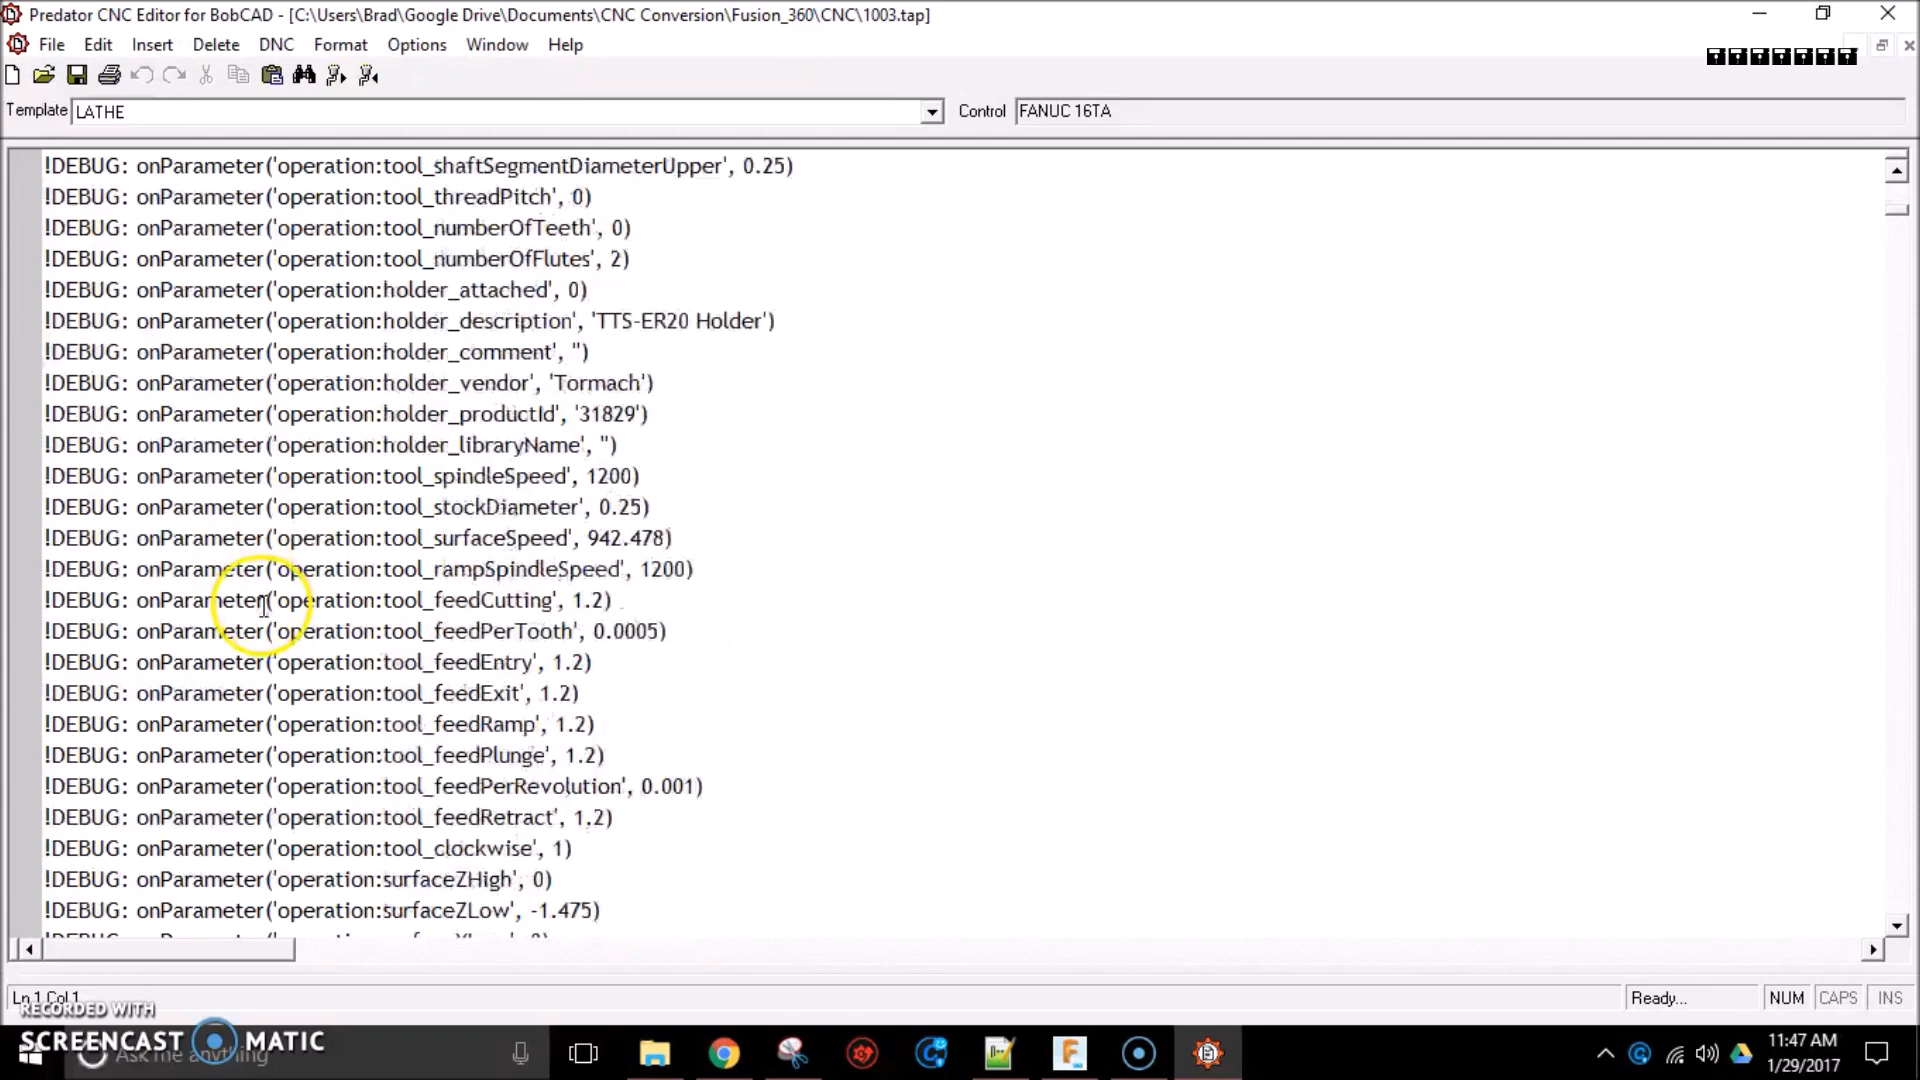 Predator CNC Editor for BobCAD - [C:\Users\Brad\Google Drive\Documents\CNC Conversion\Fusion_360\CNC\1003.tap]
File Edit Insert Delete DNC Format Options Window Help
Template LATHE Control FANUC 16TA
!DEBUG: onParameter('operation:tool_shaftSegmentDiameterUpper', 0.25)
!DEBUG: onParameter('operation:tool_threadPitch', 0)
!DEBUG: onParameter('operation:tool_numberOfTeeth', 0)
!DEBUG: onParameter('operation:tool_numberOfFlutes', 2)
!DEBUG: onParameter('operation:holder_attached', 0)
!DEBUG: onParameter('operation:holder_description', 'TTS-ER20 Holder')
!DEBUG: onParameter('operation:holder_comment', '')
!DEBUG: onParameter('operation:holder_vendor', 'Tormach')
!DEBUG: onParameter('operation:holder_productId', '31829')
!DEBUG: onParameter('operation:holder_libraryName', '')
!DEBUG: onParameter('operation:tool_spindleSpeed', 1200)
!DEBUG: onParameter('operation:tool_stockDiameter', 0.25)
!DEBUG: onParameter('operation:tool_surfaceSpeed', 942.478)
!DEBUG: onParameter('operation:tool_rampSpindleSpeed', 1200)
!DEBUG: onParameter('operation:tool_feedCutting', 1.2)
!DEBUG: onParameter('operation:tool_feedPerTooth', 0.0005)
!DEBUG: onParameter('operation:tool_feedEntry', 1.2)
!DEBUG: onParameter('operation:tool_feedExit', 1.2)
!DEBUG: onParameter('operation:tool_feedRamp', 1.2)
!DEBUG: onParameter('operation:tool_feedPlunge', 1.2)
!DEBUG: onParameter('operation:tool_feedPerRevolution', 0.001)
!DEBUG: onParameter('operation:tool_feedRetract', 1.2)
!DEBUG: onParameter('operation:tool_clockwise', 1)
!DEBUG: onParameter('operation:surfaceZHigh', 0)
!DEBUG: onParameter('operation:surfaceZLow', -1.475)
Ln 1 Col 1 Ready... NUM CAPS INS
RECORDED WITH
SCREENCAST MATIC
Ask me anything
11:47 AM
1/29/2017